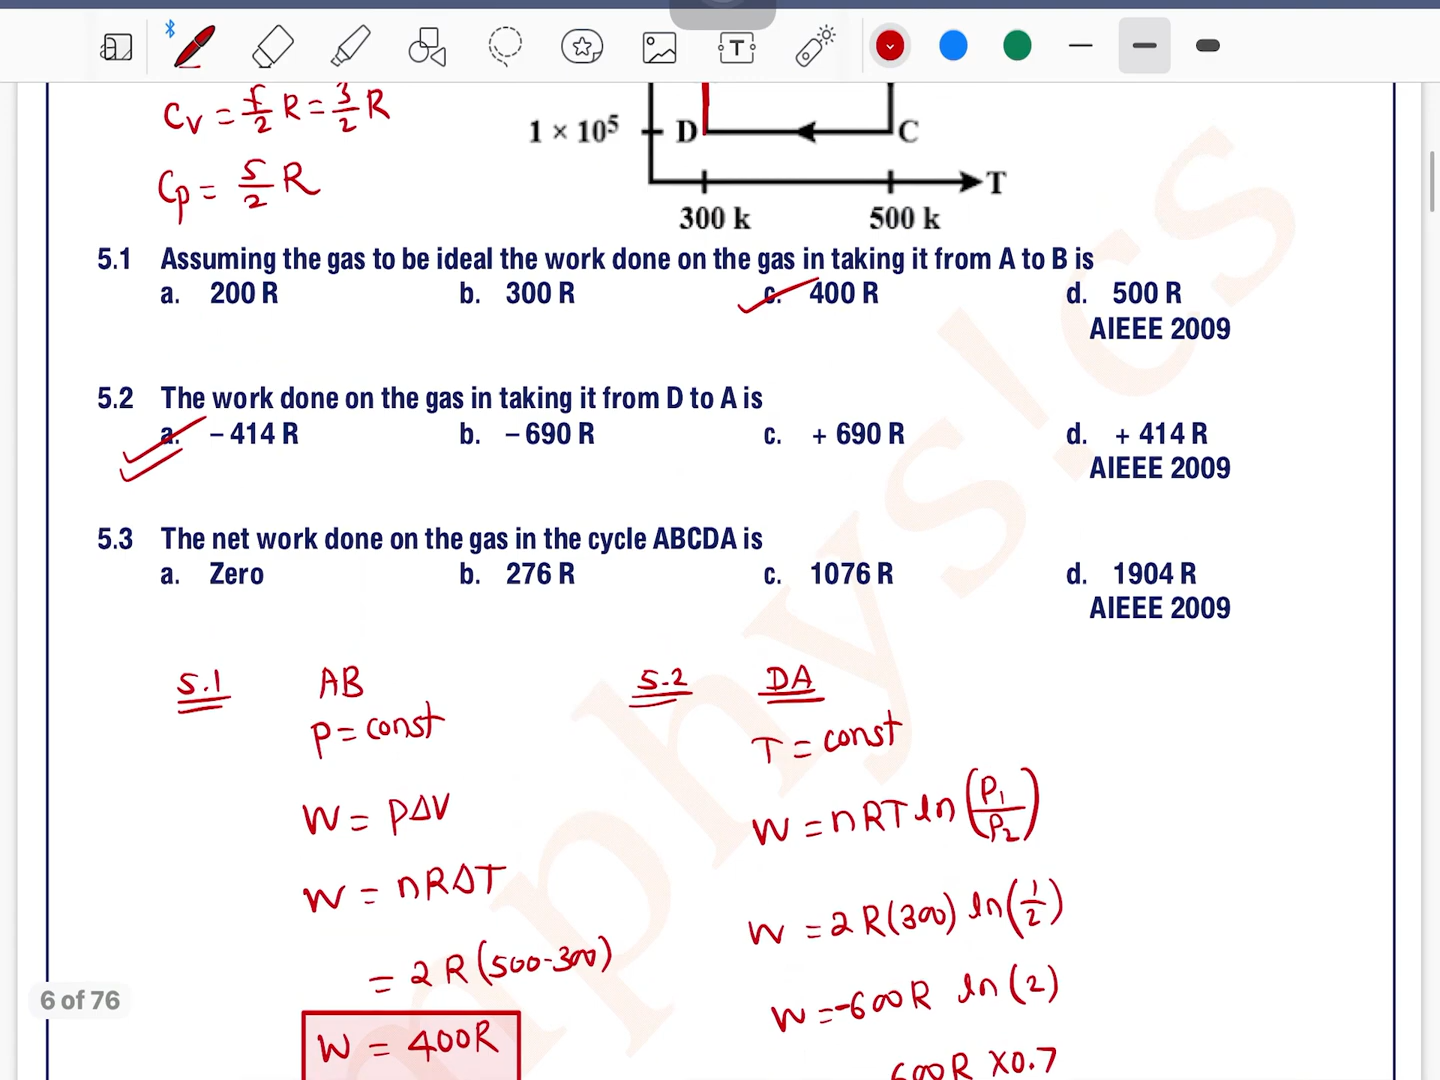 Cv = f/2 R = 3/2 R
Cp = 5/2 R
1 × 10⁵ D C
T
300 k 500 k
5.1 Assuming the gas to be ideal the work done on the gas in taking it from A to B is
a. 200 R b. 300 R c. 400 R d. 500 R
AIEEE 2009
5.2 The work done on the gas in taking it from D to A is
a. – 414 R b. – 690 R c. + 690 R d. + 414 R
AIEEE 2009
5.3 The net work done on the gas in the cycle ABCDA is
a. Zero b. 276 R c. 1076 R d. 1904 R
AIEEE 2009
5.1 AB
P = const
W = PΔV
W = nRΔT
= 2R(500-300)
W = 400R
5.2 DA
T = const
W = nRT ln(P₁/P₂)
W = 2R(300) ln(1/2)
W = -600R ln(2)
600R X0.7
6 of 76